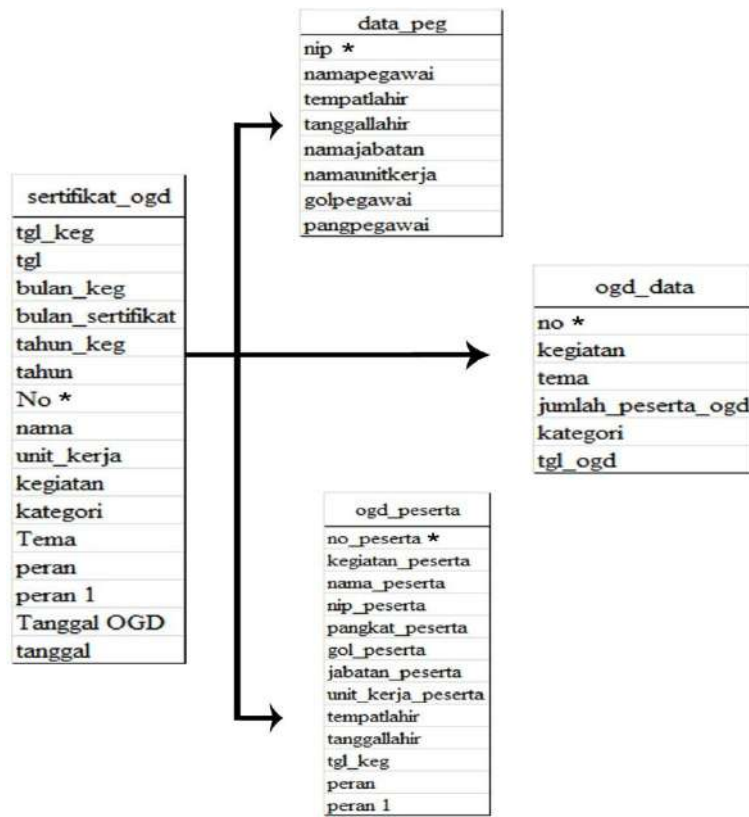 data_peg
nip *
namapegawai
tempatlahir
tanggallahir
namajabatan
namaunitkerja
golpegawai
pangpegawai
sertifikat_ogd
tgl_keg
tgl
bulan_keg
bulan_sertifikat
tahun_keg
tahun
No *
nama
unit_kerja
kegiatan
kategori
Tema
peran
peran 1
Tanggal OGD
tanggal
ogd_data
no *
kegiatan
tema
jumlah_peserta_ogd
kategori
tgl_ogd
ogd_peserta
no_peserta *
kegiatan_peserta
nama_peserta
nip_peserta
pangkat_peserta
gol_peserta
jabatan_peserta
unit_kerja_peserta
tempatlahir
tanggallahir
tgl_keg
peran
peran 1